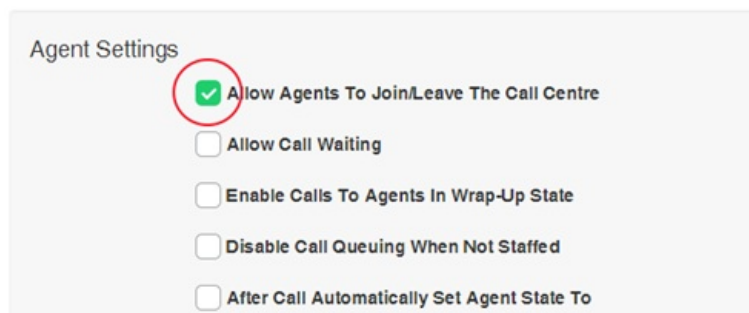 Agent Settings
Allow Agents To Join/Leave The Call Centre
Allow Call Waiting
Enable Calls To Agents In Wrap-Up State
Disable Call Queuing When Not Staffed
After Call Automatically Set Agent State To